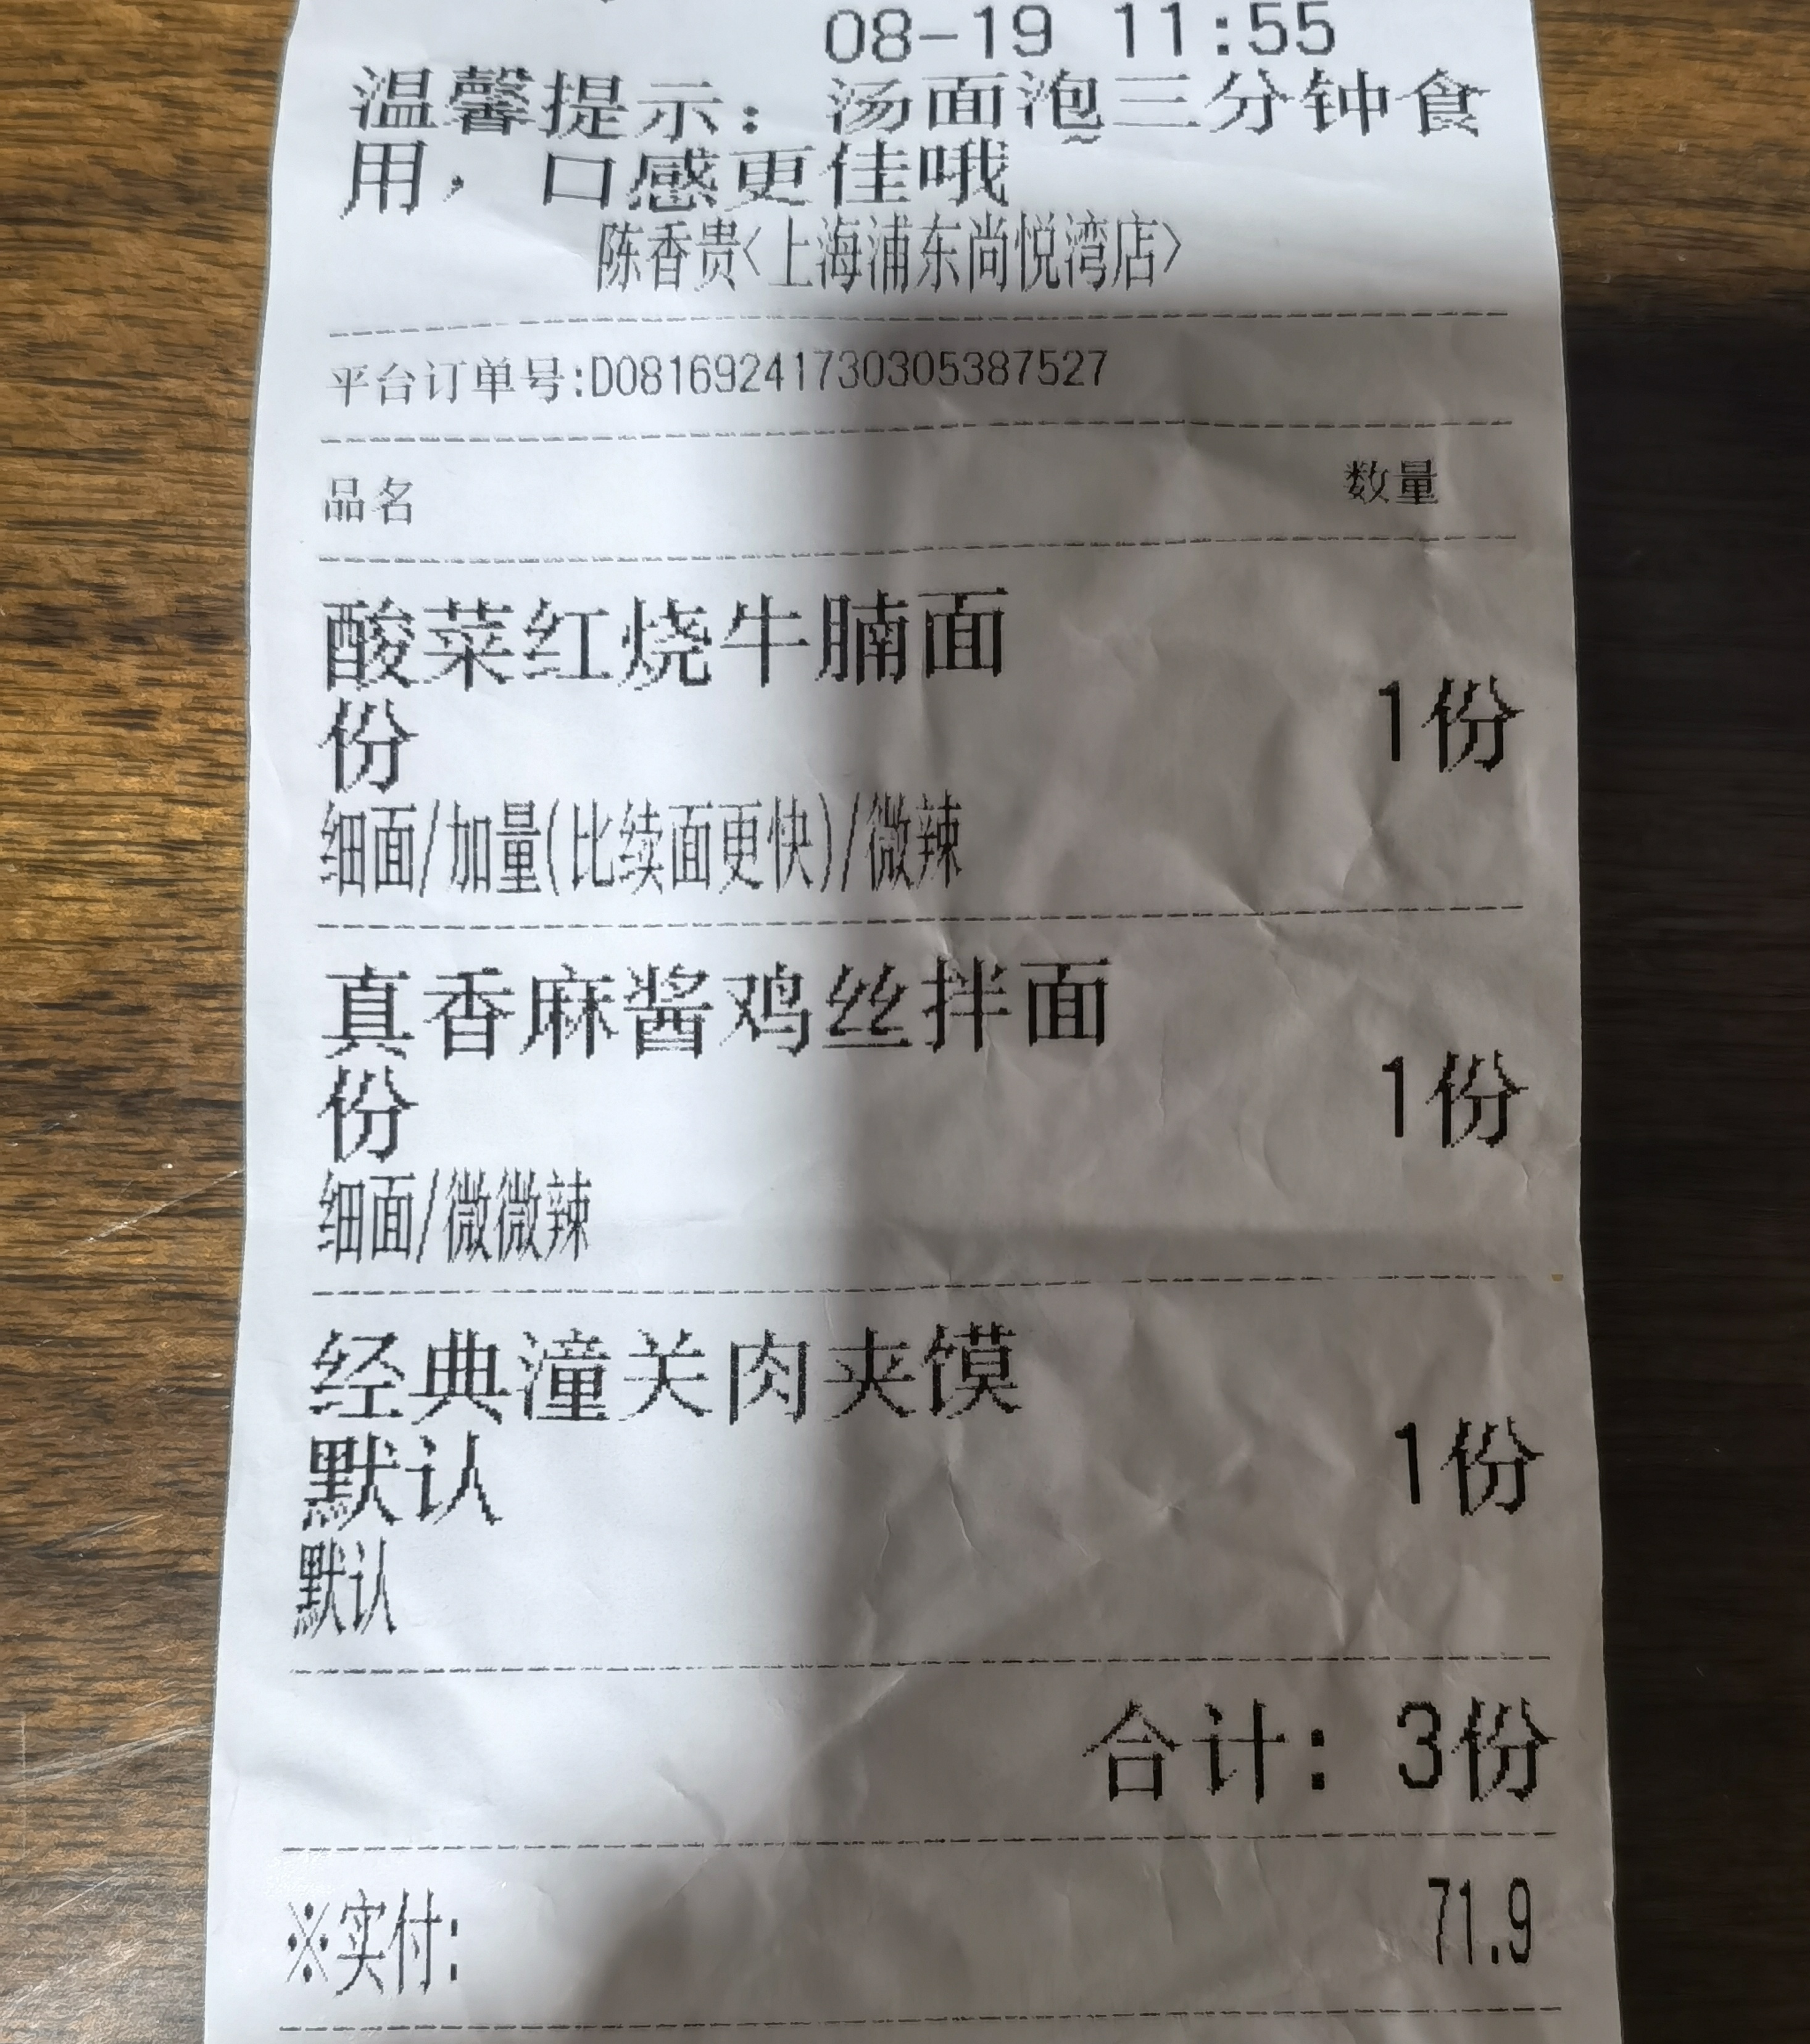 08-19 11:55
温馨提示：汤面泡三分钟食
用，口感更佳哦~
陈香贵<上海浦东尚悦湾店>
平台订单号:D08169241730305387527
品名 数量
酸菜红烧牛腩面
份 1份
细面/加量(比续面更快)/微辣
真香麻酱鸡丝拌面
份 1份
细面/微微辣
经典潼关肉夹馍
默认 1份
默认
合计：3份
※实付: 71.9